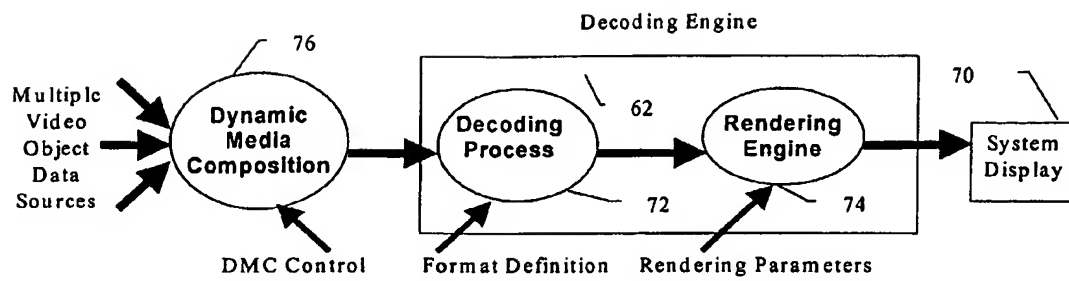 Decoding Engine
76
70
62
Multiple
Video
Object
Data
Sources
Dynamic
Media
Composition
Decoding
Process
Rendering
Engine
System
Display
72
74
DMC Control
Format Definition
Rendering Parameters